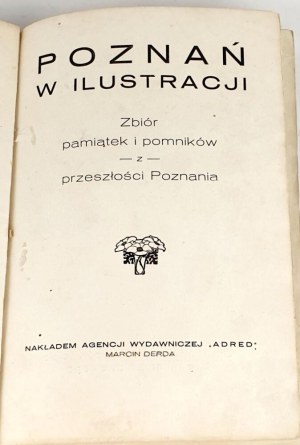 POZNAŃ
W ILUSTRACJI
Zbiór
pamiątek i pomników
— z —
przeszłości Poznania
NAKŁADEM AGENCJI WYDAWNICZEJ „ADRED”
MARCIN DERDA